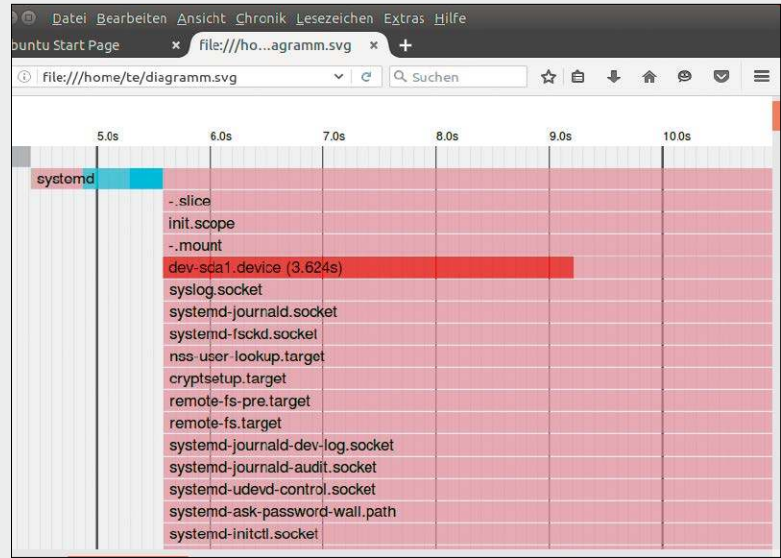 Datei Bearbeiten Ansicht Chronik Lesezeichen Extras Hilfe
buntu Start Page × file:///ho...agramm.svg × +
file:///home/te/diagramm.svg Suchen
5.0s 6.0s 7.0s 8.0s 9.0s 10.0s
systemd
-.slice
init.scope
-.mount
dev-sda1.device (3.624s)
syslog.socket
systemd-journald.socket
systemd-fsckd.socket
nss-user-lookup.target
cryptsetup.target
remote-fs-pre.target
remote-fs.target
systemd-journald-dev-log.socket
systemd-journald-audit.socket
systemd-udevd-control.socket
systemd-ask-password-wall.path
systemd-initctl.socket